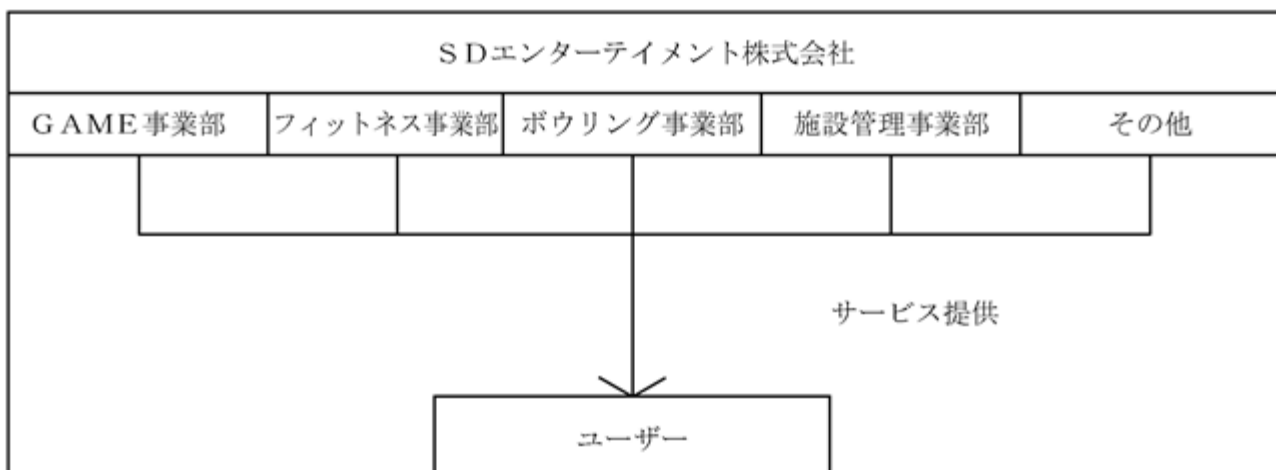 ＳＤエンターテイメント株式会社
ＧＡＭＥ事業部 フィットネス事業部 ボウリング事業部 施設管理事業部 その他
サービス提供
ユーザー